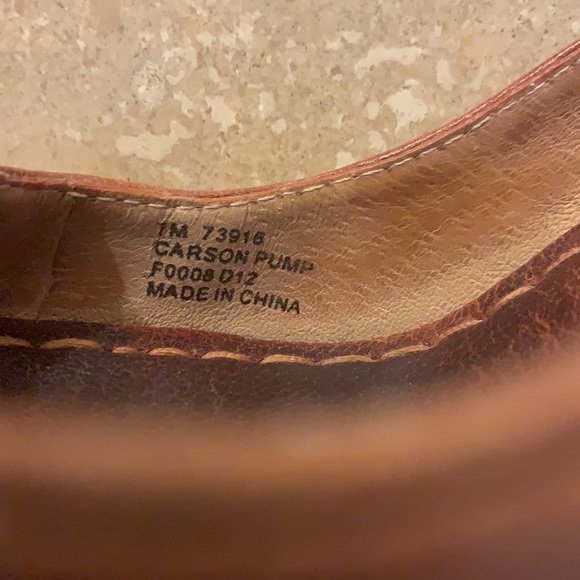 7M 73916
CARSON PUMP
F0008 D12
MADE IN CHINA